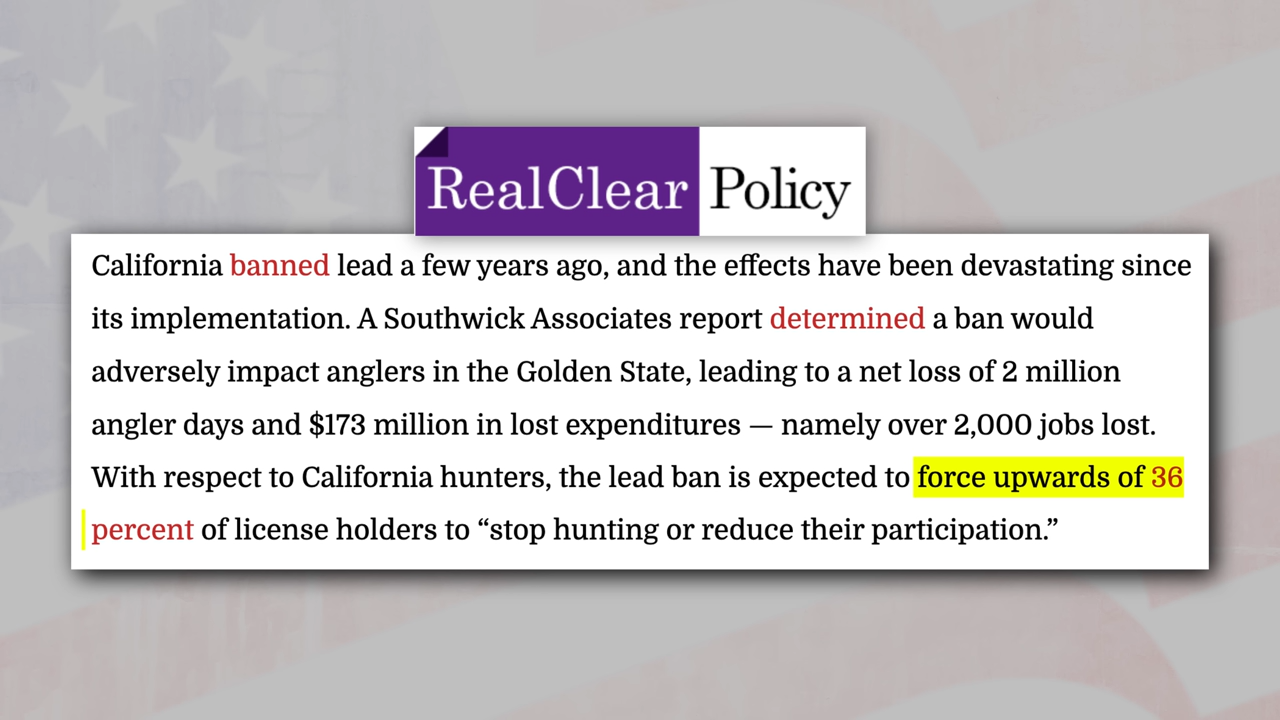 RealClear Policy
California banned lead a few years ago, and the effects have been devastating since
its implementation. A Southwick Associates report determined a ban would
adversely impact anglers in the Golden State, leading to a net loss of 2 million
angler days and $173 million in lost expenditures — namely over 2,000 jobs lost.
With respect to California hunters, the lead ban is expected to force upwards of 36
percent of license holders to “stop hunting or reduce their participation.”